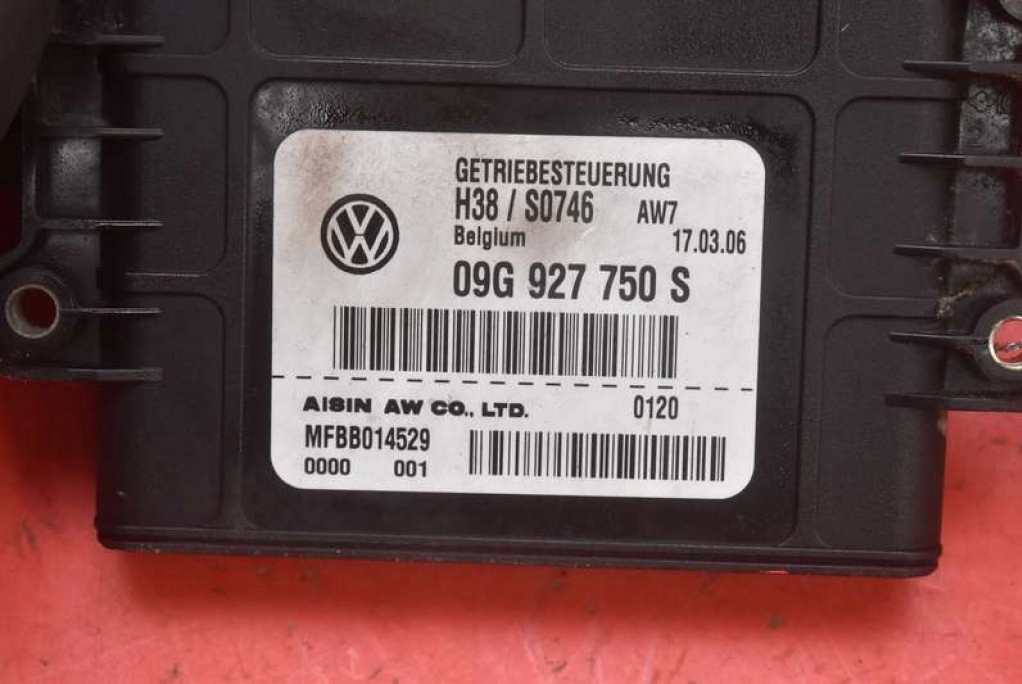 GETRIEBESTEUERUNG
H38 / S0746 AW7
Belgium 17.03.06
09G 927 750 S
AISIN AW CO., LTD. 0120
MFBB014529
0000 001